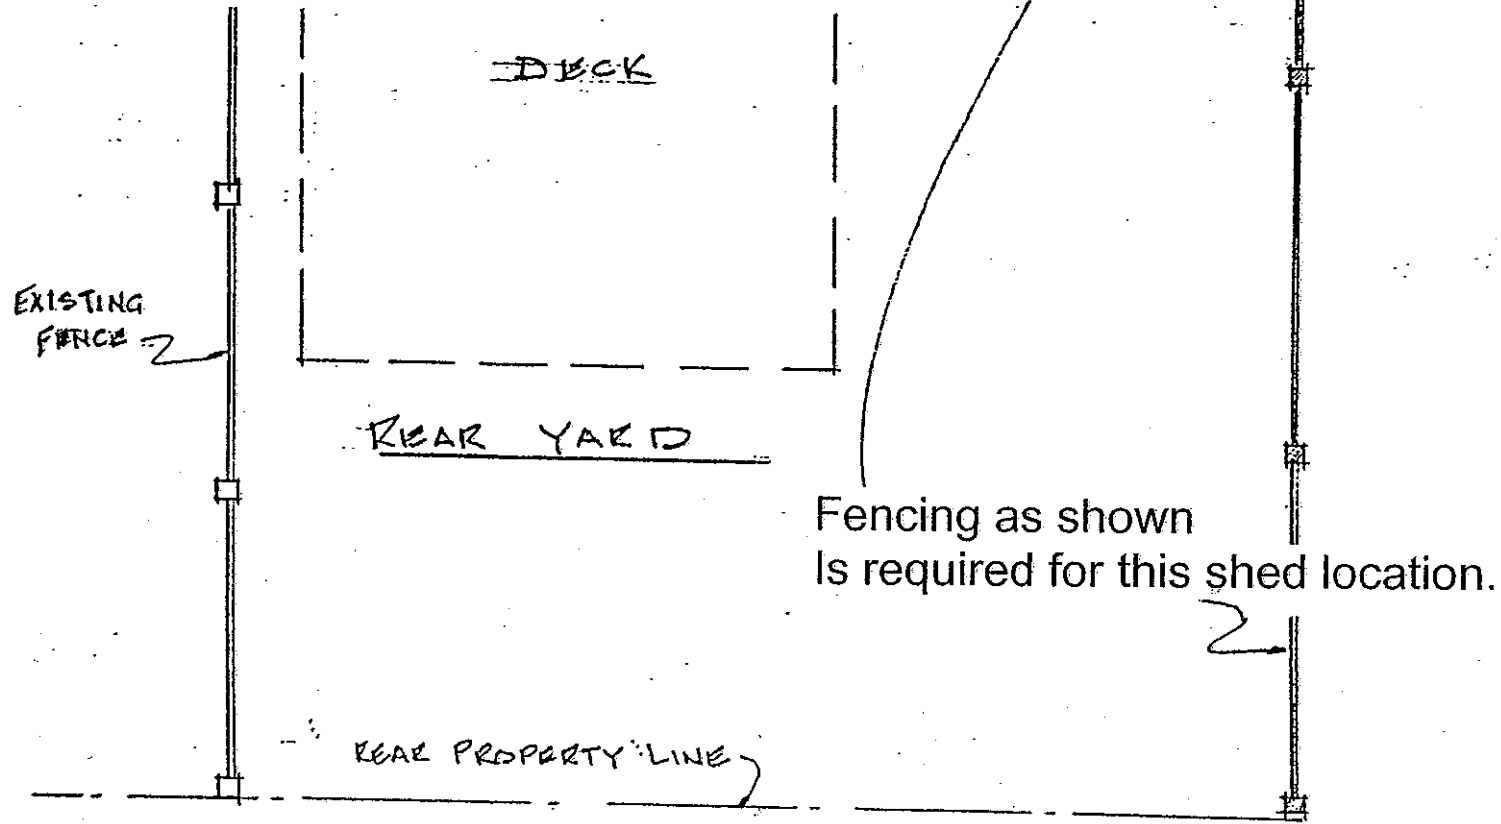 DECK
EXISTING
FENCE
REAR YARD
Fencing as shown
Is required for this shed location.
REAR PROPERTY LINE